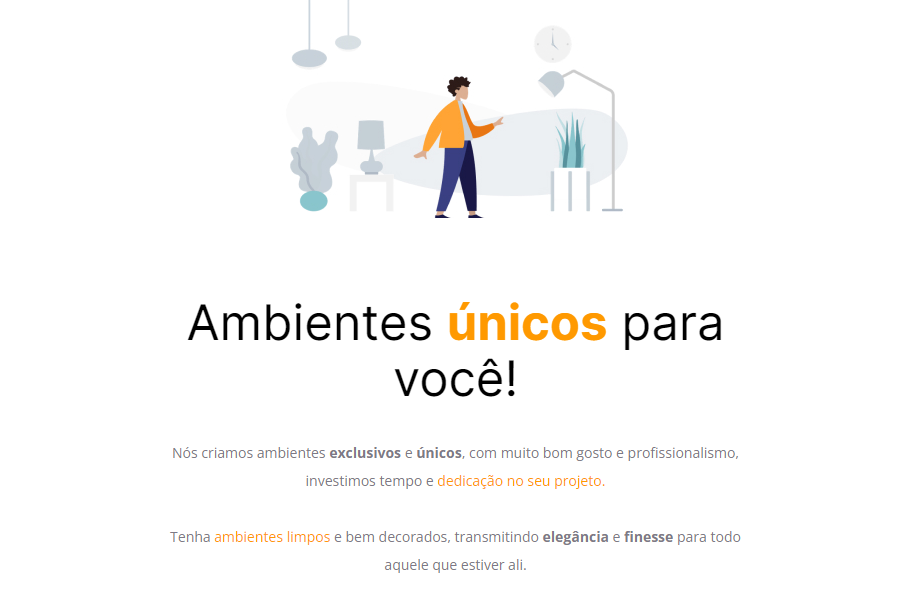 Ambientes únicos para
você!
Nós criamos ambientes exclusivos e únicos, com muito bom gosto e profissionalismo,
investimos tempo e dedicação no seu projeto.
Tenha ambientes limpos e bem decorados, transmitindo elegância e finesse para todo
aquele que estiver ali.